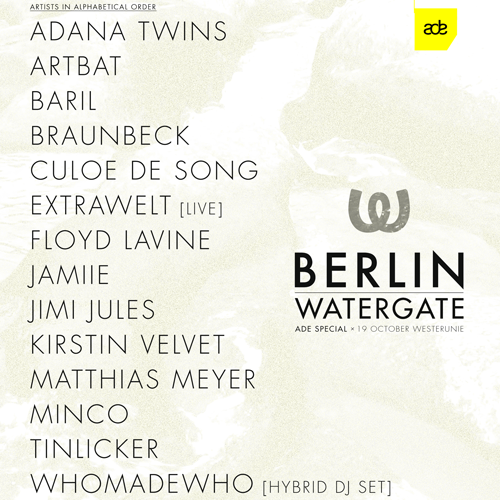 ARTISTS IN ALPHABETICAL ORDER
ADANA TWINS
ARTBAT
BARIL
BRAUNBECK
CULOE DE SONG
EXTRAWELT [LIVE]
FLOYD LAVINE
JAMIIE
JIMI JULES
KIRSTIN VELVET
MATTHIAS MEYER
MINCO
TINLICKER
WHOMADEWHO [HYBRID DJ SET]
ade
BERLIN
WATERGATE
ADE SPECIAL × 19 OCTOBER WESTERUNIE